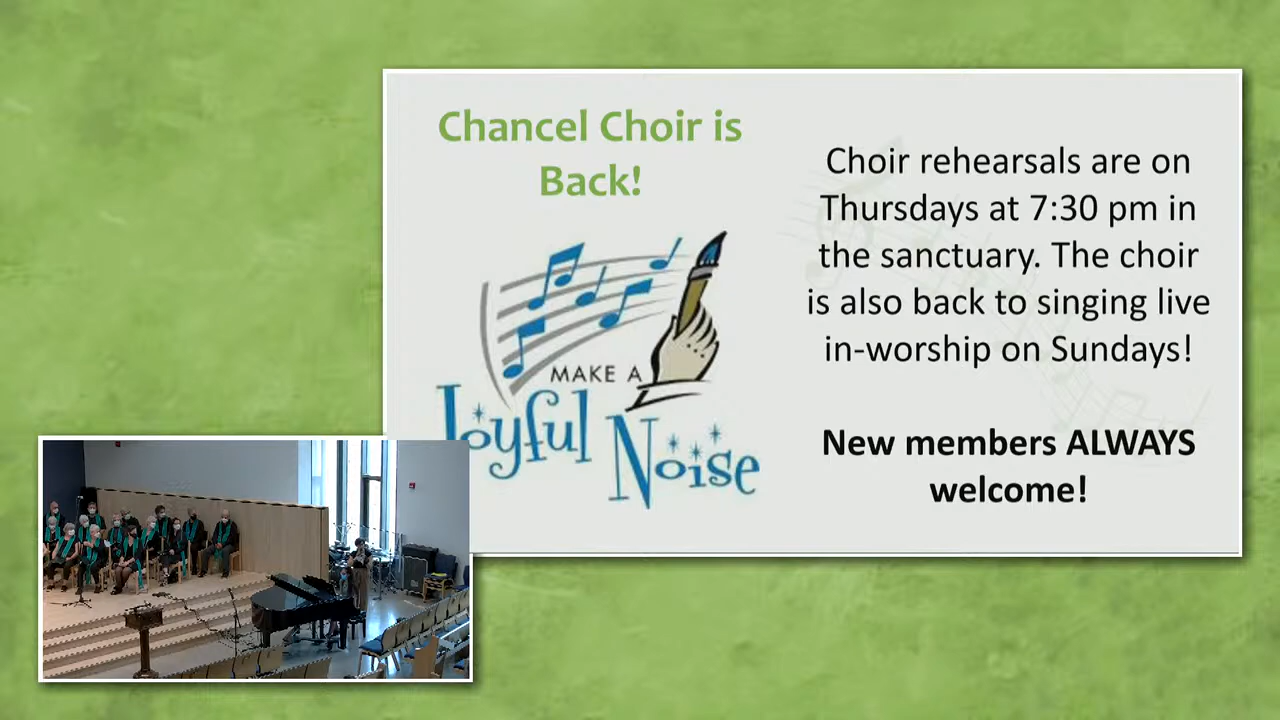 Chancel Choir is
Back!
MAKE A
Joyful Noise
Choir rehearsals are on
Thursdays at 7:30 pm in
the sanctuary. The choir
is also back to singing live
in-worship on Sundays!
New members ALWAYS
welcome!